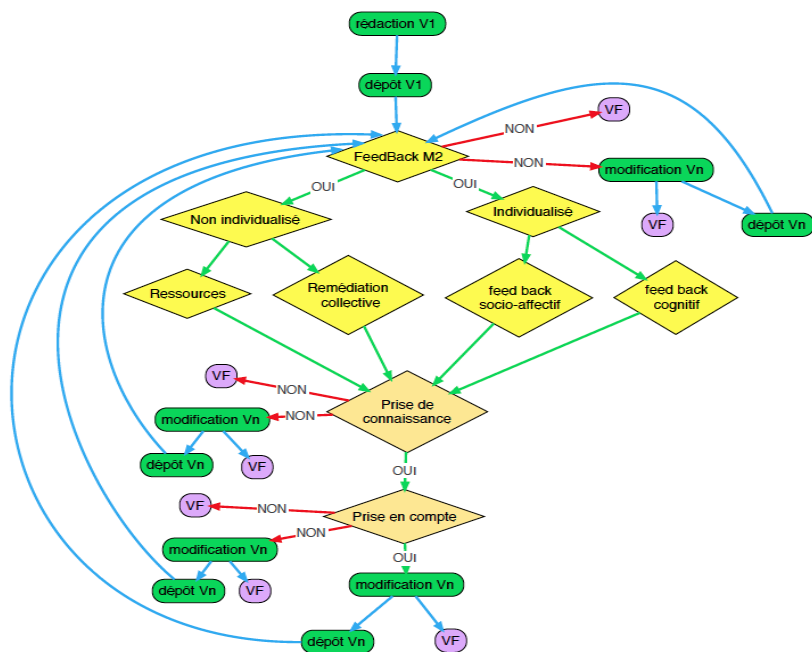 rédaction V1
dépôt V1
VF
NON
FeedBack M2
NON
modification Vn
OUI
OUI
Non individualisé
Individualisé
VF
dépôt Vn
Ressources
Remédiation
collective
feed back
socio-affectif
feed back
cognitif
VF
NON
Prise de
connaissance
modification Vn
NON
dépôt Vn
VF
OUI
VF
NON
Prise en compte
NON
modification Vn
OUI
dépôt Vn
VF
modification Vn
dépôt Vn
VF